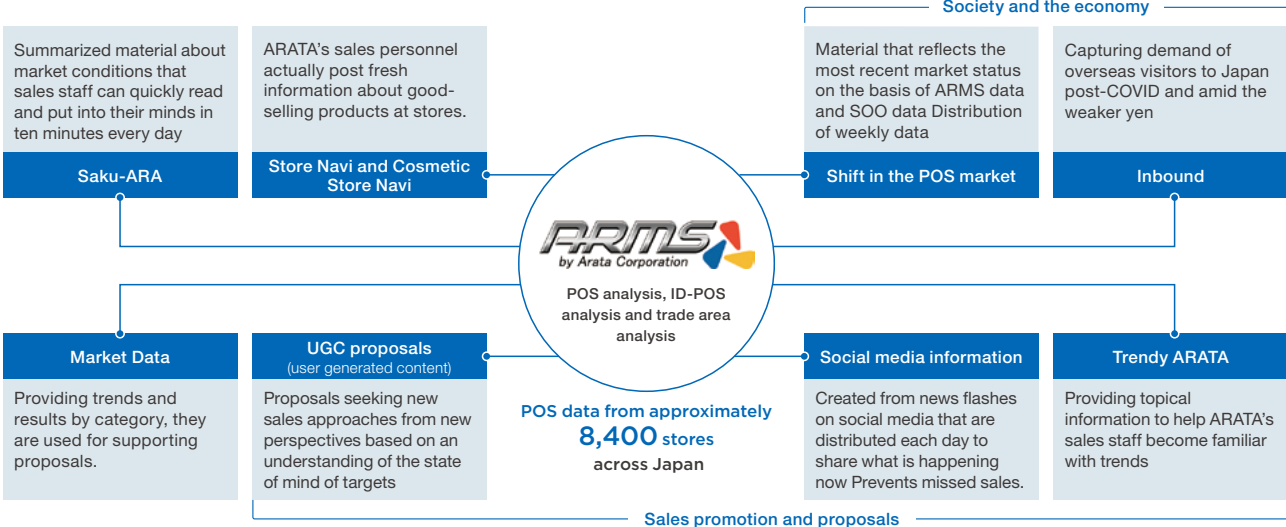 Society and the economy
Summarized material about
market conditions that
sales staff can quickly read
and put into their minds in
ten minutes every day
Saku-ARA
ARATA's sales personnel
actually post fresh
information about good-
selling products at stores.
Store Navi and Cosmetic
Store Navi
Material that reflects the
most recent market status
on the basis of ARMS data
and SOO data Distribution
of weekly data
Shift in the POS market
Capturing demand of
overseas visitors to Japan
post-COVID and amid the
weaker yen
Inbound
ARMS
by Arata Corporation
POS analysis, ID-POS
analysis and trade area
analysis
POS data from approximately
8,400 stores
across Japan
Market Data
Providing trends and
results by category, they
are used for supporting
proposals.
UGC proposals
(user generated content)
Proposals seeking new
sales approaches from new
perspectives based on an
understanding of the state
of mind of targets
Social media information
Created from news flashes
on social media that are
distributed each day to
share what is happening
now Prevents missed sales.
Trendy ARATA
Providing topical
information to help ARATA's
sales staff become familiar
with trends
Sales promotion and proposals